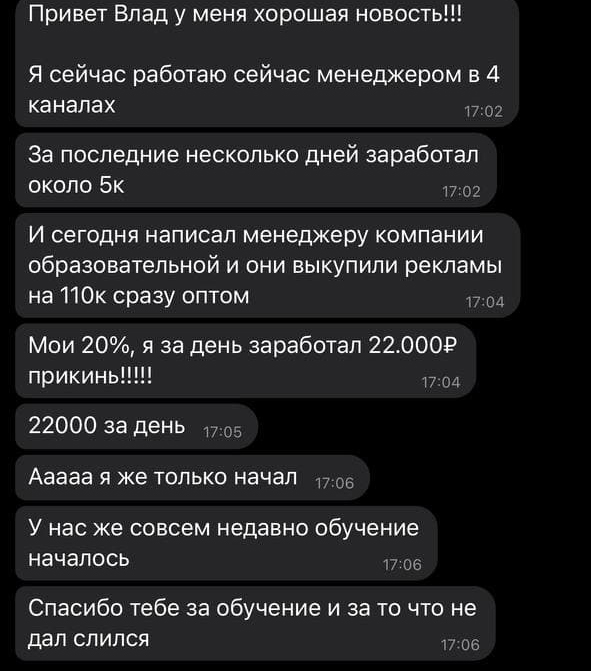 Привет Влад у меня хорошая новость!!!
Я сейчас работаю сейчас менеджером в 4
каналах
17:02
За последние несколько дней заработал
около 5к
17:02
И сегодня написал менеджеру компании
образовательной и они выкупили рекламы
на 110к сразу оптом
17:04
Мои 20%, я за день заработал 22.000₽
прикинь!!!!!
17:04
22000 за день 17:05
Ааааа я же только начал 17:06
У нас же совсем недавно обучение
началось
17:06
Спасибо тебе за обучение и за то что не
дал слился
17:06